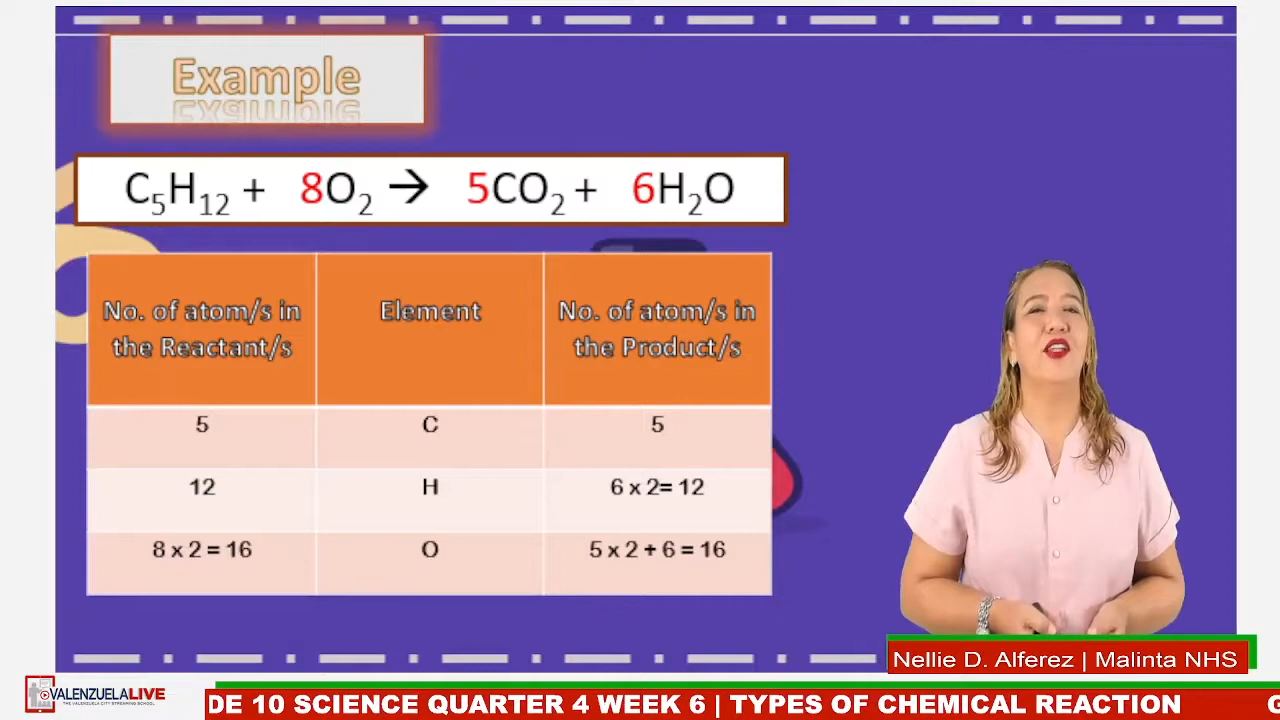 Example
C₅H₁₂ + 8O₂ → 5CO₂ + 6H₂O
No. of atom/s in
the Reactant/s
Element
No. of atom/s in
the Product/s
5 C 5
12 H 6 x 2= 12
8 x 2 = 16 O 5 x 2 + 6 = 16
Nellie D. Alferez | Malinta NHS
VALENZUELALIVE
THE VALENZUELA CITY STREAMING SCHOOL
DE 10 SCIENCE QUARTER 4 WEEK 6 | TYPES OF CHEMICAL REACTION